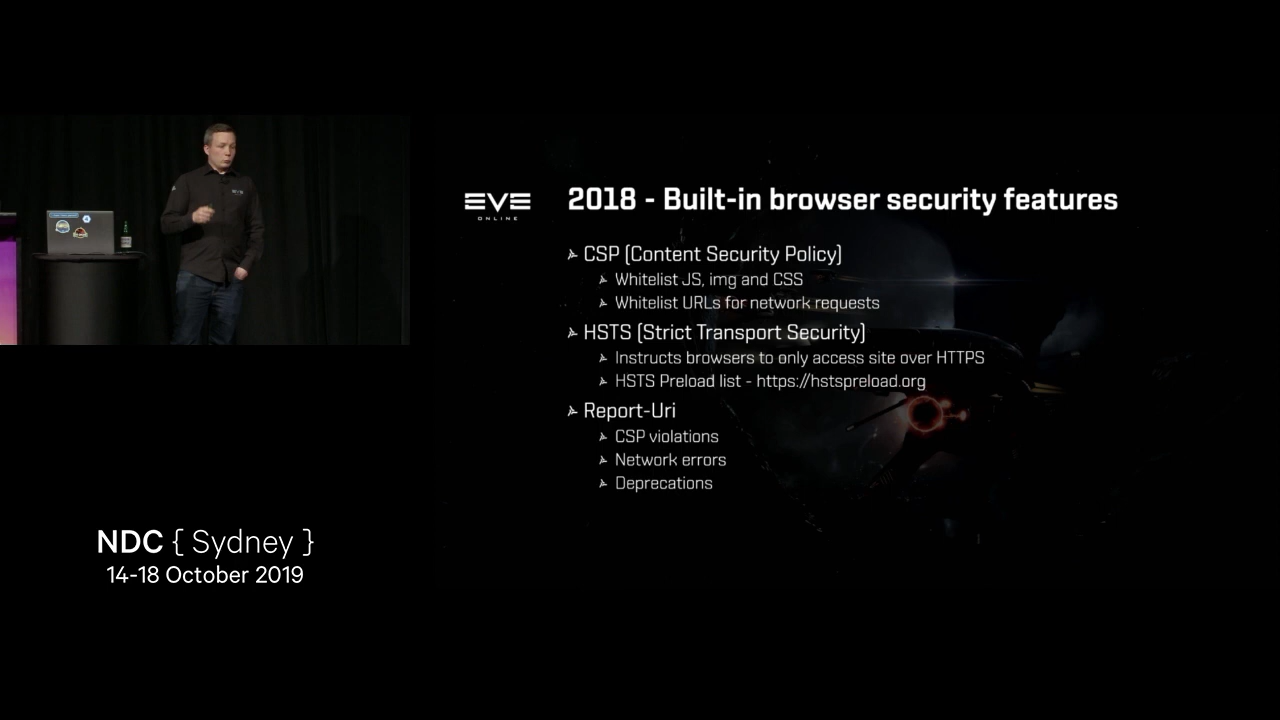 EVE
ONLINE
2018 - Built-in browser security features
CSP (Content Security Policy)
Whitelist JS, img and CSS
Whitelist URLs for network requests
HSTS (Strict Transport Security)
Instructs browsers to only access site over HTTPS
HSTS Preload list - https://hstspreload.org
Report-Uri
CSP violations
Network errors
Deprecations
NDC { Sydney }
14-18 October 2019